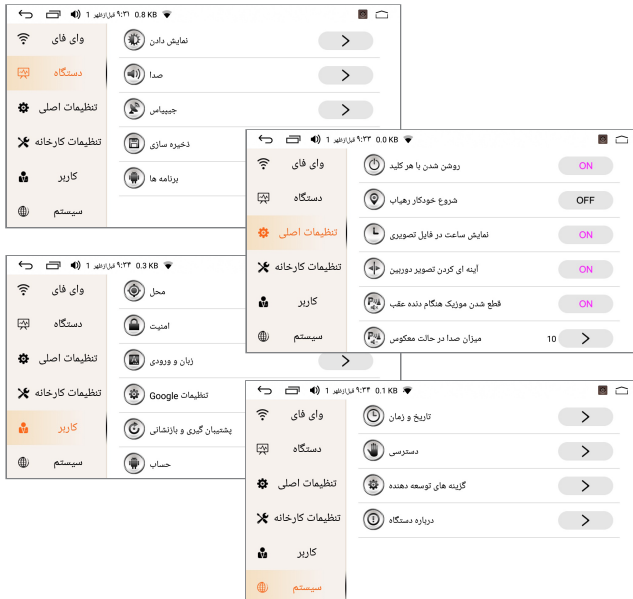 1 قبل‌ازظهر ۹:۳۱ 0.8 KB
وای فای
دستگاه
تنظیمات اصلی
تنظیمات کارخانه
کاربر
سیستم
نمایش دادن
صدا
جیپیاس
ذخیره سازی
برنامه ها
1 قبل‌ازظهر ۹:۳۳ 0.0 KB
وای فای
دستگاه
تنظیمات اصلی
تنظیمات کارخانه
کاربر
سیستم
روشن شدن با هر کلید ON
شروع خودکار رهیاب OFF
نمایش ساعت در فایل تصویری ON
آینه ای کردن تصویر دوربین ON
قطع شدن موزیک هنگام دنده عقب ON
میزان صدا در حالت معکوس 10
1 قبل‌ازظهر ۹:۳۴ 0.3 KB
وای فای
دستگاه
تنظیمات اصلی
تنظیمات کارخانه
کاربر
سیستم
محل
امنیت
زبان و ورودی
تنظیمات Google
پشتیبان گیری و بازنشانی
حساب
1 قبل‌ازظهر ۹:۳۴ 0.1 KB
وای فای
دستگاه
تنظیمات اصلی
تنظیمات کارخانه
کاربر
سیستم
تاریخ و زمان
دسترسی
گزینه های توسعه دهنده
درباره دستگاه